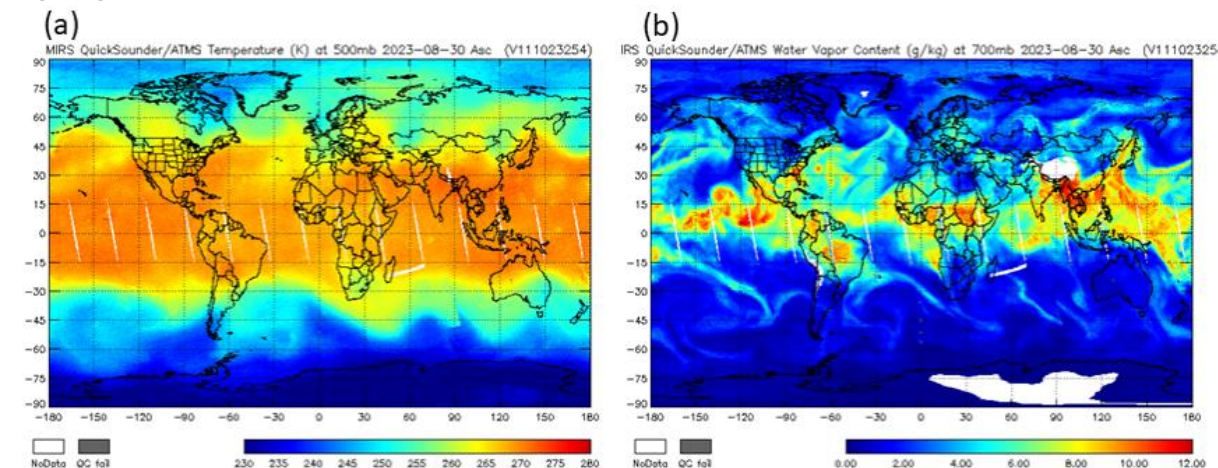 (a)
MIRS QuickSounder/ATMS Temperature (K) at 500mb 2023-08-30 Asc (V111023254)
90
75
60
45
30
15
0
-15
-30
-45
-60
-75
-90
-180 -150 -120 -90 -60 -30 0 30 60 90 120 150 180
NoData QC fail
230 235 240 245 250 255 260 265 270 275 280
(b)
IRS QuickSounder/ATMS Water Vapor Content (g/kg) at 700mb 2023-08-30 Asc (V11102325
90
75
60
45
30
15
0
-15
-30
-45
-60
-75
-90
-180 -150 -120 -90 -60 -30 0 30 60 90 120 150 180
NoData QC fail
0.00 2.00 4.00 6.00 8.00 10.00 12.00